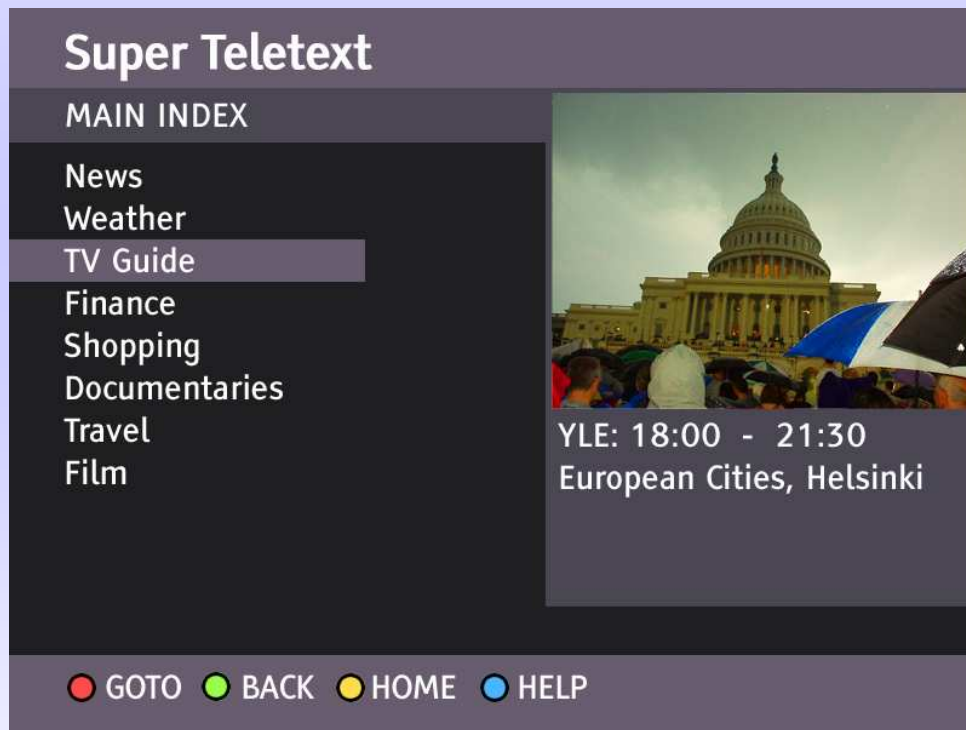 Super Teletext
MAIN INDEX
News
Weather
TV Guide
Finance
Shopping
Documentaries
Travel
Film
YLE: 18:00 - 21:30
European Cities, Helsinki
GOTO BACK HOME HELP